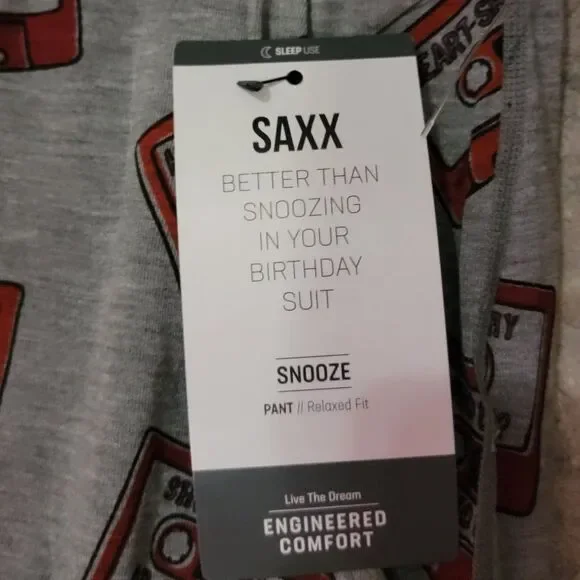 SLEEP USE
SAXX
BETTER THAN
SNOOZING
IN YOUR
BIRTHDAY
SUIT
SNOOZE
PANT // Relaxed Fit
Live The Dream
ENGINEERED
COMFORT